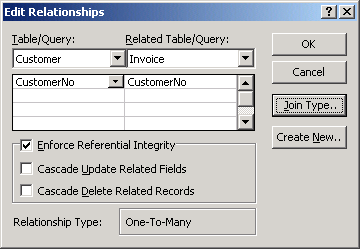 Edit Relationships
Table/Query: Related Table/Query:
Customer Invoice
CustomerNo CustomerNo
Enforce Referential Integrity
Cascade Update Related Fields
Cascade Delete Related Records
Relationship Type: One-To-Many
OK
Cancel
Join Type..
Create New..